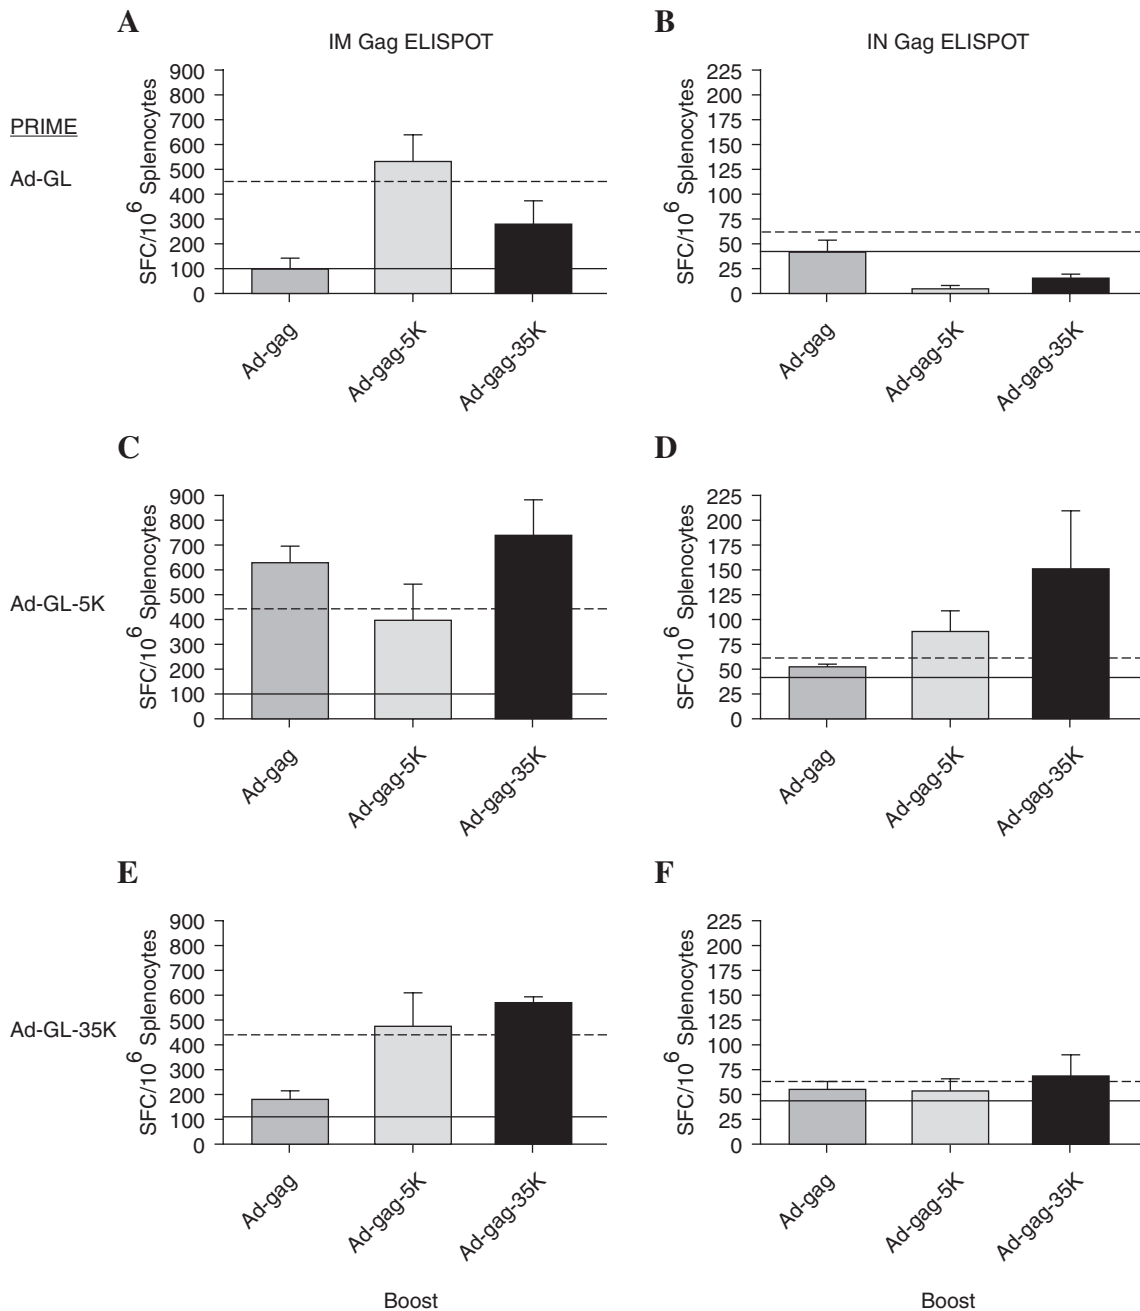 A
B
IM Gag ELISPOT
IN Gag ELISPOT
PRIME
Ad-GL
SFC/10^6 Splenocytes
900
800
700
600
500
400
300
200
100
0
Ad-gag
Ad-gag-5K
Ad-gag-35K
SFC/10^6 Splenocytes
225
200
175
150
125
100
75
50
25
0
Ad-gag
Ad-gag-5K
Ad-gag-35K
C
D
Ad-GL-5K
SFC/10^6 Splenocytes
900
800
700
600
500
400
300
200
100
0
Ad-gag
Ad-gag-5K
Ad-gag-35K
SFC/10^6 Splenocytes
225
200
175
150
125
100
75
50
25
0
Ad-gag
Ad-gag-5K
Ad-gag-35K
E
F
Ad-GL-35K
SFC/10^6 Splenocytes
900
800
700
600
500
400
300
200
100
0
Ad-gag
Ad-gag-5K
Ad-gag-35K
Boost
SFC/10^6 Splenocytes
225
200
175
150
125
100
75
50
25
0
Ad-gag
Ad-gag-5K
Ad-gag-35K
Boost